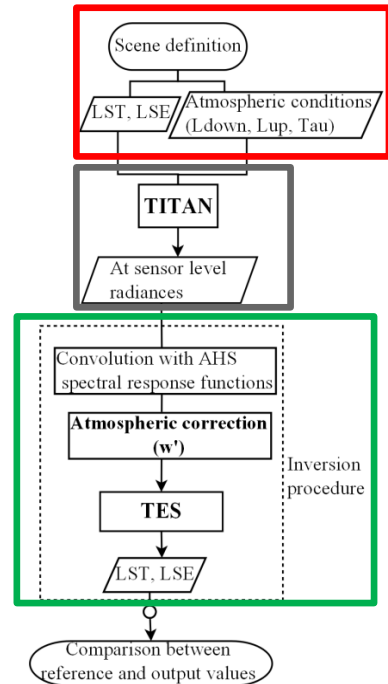 Scene definition
LST, LSE
Atmospheric conditions
(Ldown, Lup, Tau)
TITAN
At sensor level
radiances
Convolution with AHS
spectral response functions
Atmospheric correction
(w')
TES
LST, LSE
Inversion
procedure
Comparison between
reference and output values